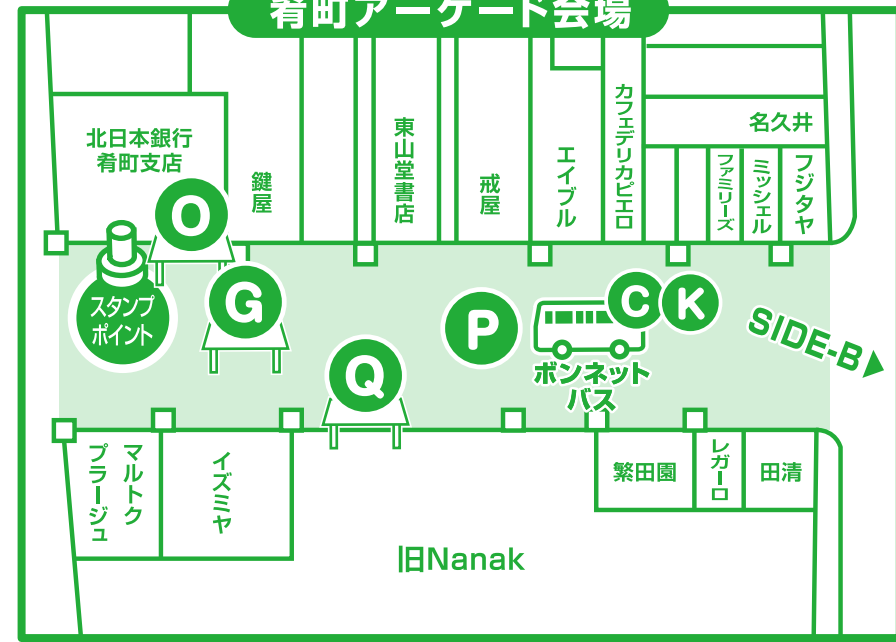 肴町アーケード会場
北日本銀行
肴町支店
鍵屋
東山堂書店
戒屋
エイブル
カフェデリカピエロ
名久井
ファミリーズ
ミッシェル
フジタヤ
O
スタンプ
ポイント
G
Q
P
C
K
ボンネット
バス
SIDE-B
マルトク
プラージュ
イズミヤ
繁田園
レガーロ
田清
旧Nanak